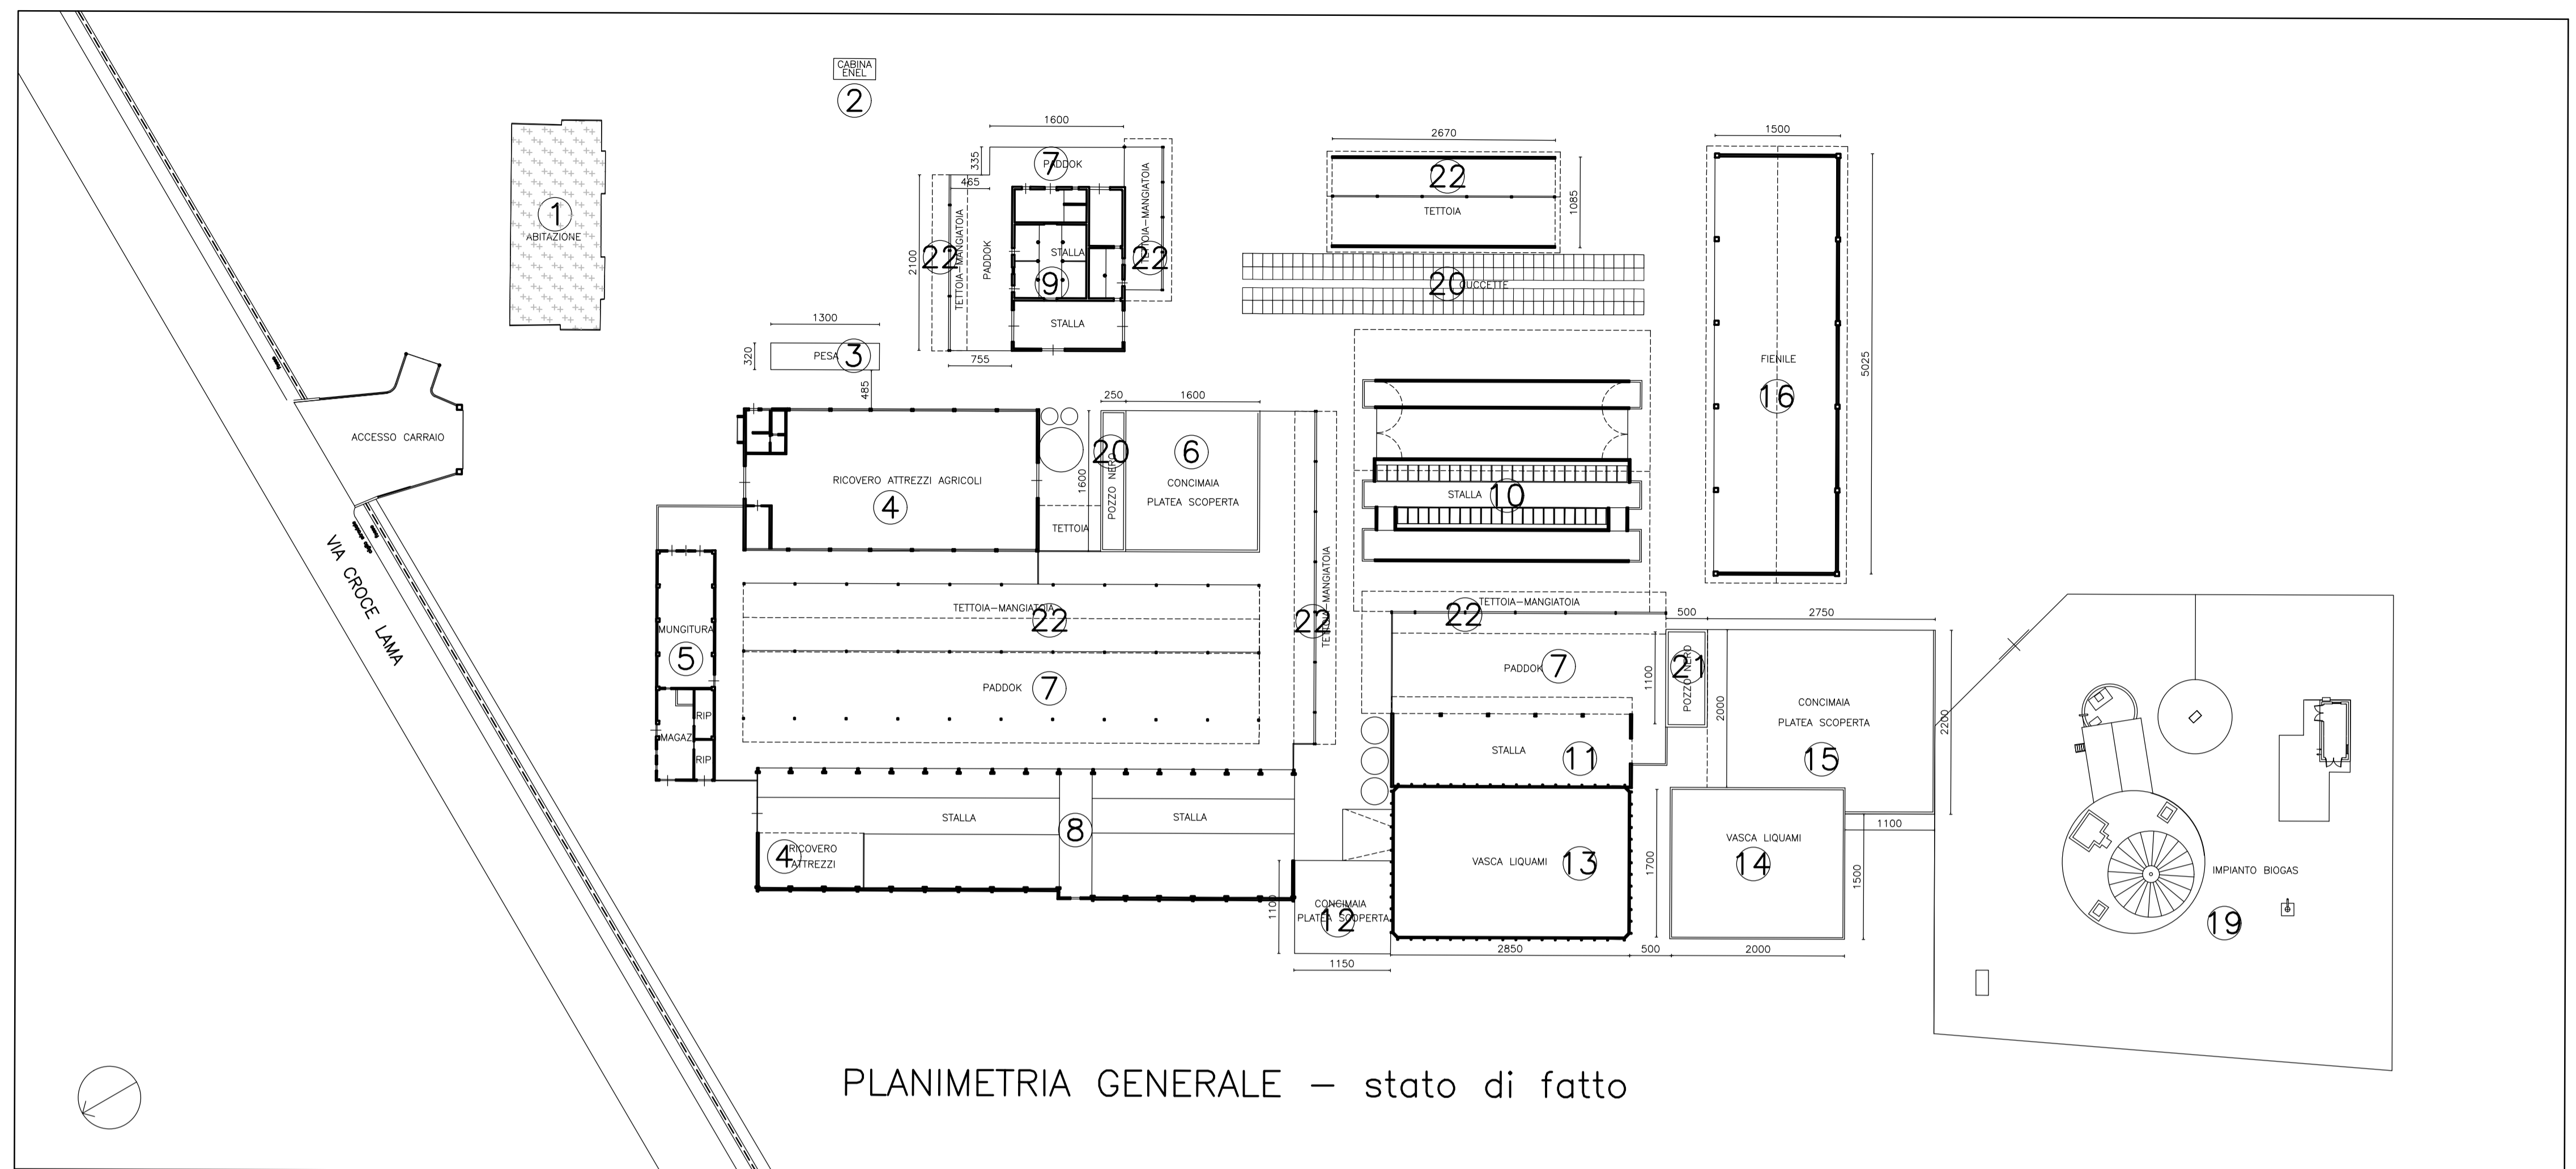 CABINA
ENEL
2
1
ABITAZIONE
1600
335
7
PADDOK
465
2100
22
TETTOIA-MANGIATOIA
PADDOK
STALLA
9
STALLA
TETTOIA-MANGIATOIA
22
755
2670
22
TETTOIA
1085
20
CUCCETTE
1500
FIENILE
16
5025
1300
320
PESA
3
485
ACCESSO CARRAIO
VIA CROCE LAMA
RICOVERO ATTREZZI AGRICOLI
4
TETTOIA
1600
250
1600
20
POZZO NERO
6
CONCIMAIA
PLATEA SCOPERTA
STALLA
10
MUNGITURA
5
MAGAZ
RIP
RIP
TETTOIA-MANGIATOIA
22
PADDOK
7
22
TETTOIA-MANGIATOIA
TETTOIA-MANGIATOIA
22
PADDOK
7
1100
500
2750
21
POZZO NERO
2000
CONCIMAIA
PLATEA SCOPERTA
15
2200
STALLA
11
STALLA
8
STALLA
4
RICOVERO
ATTREZZI
1100
CONCIMAIA
PLATEA SCOPERTA
12
1150
VASCA LIQUAMI
13
1700
2850
500
2000
VASCA LIQUAMI
14
1500
1100
IMPIANTO BIOGAS
19
PLANIMETRIA GENERALE – stato di fatto